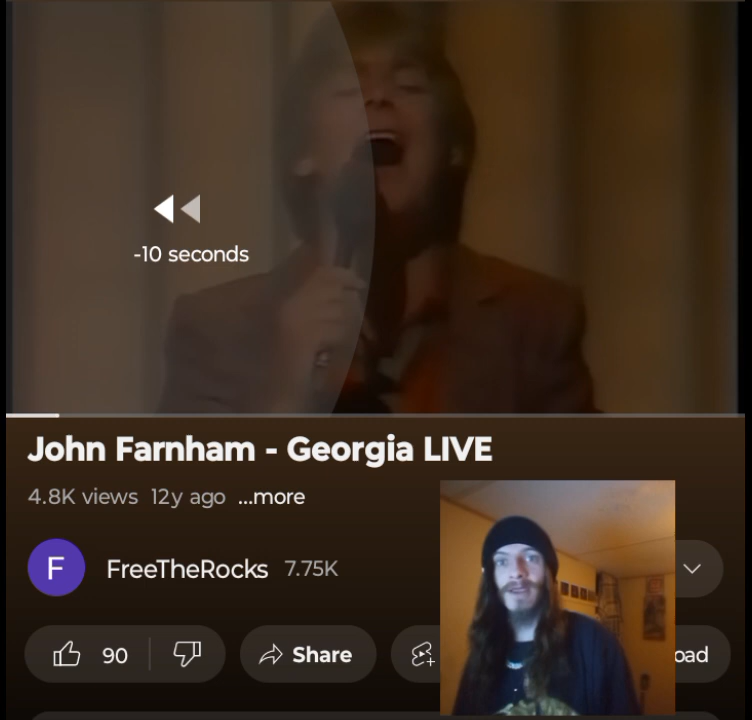 -10 seconds
John Farnham - Georgia LIVE
4.8K views 12y ago ...more
F FreeTheRocks 7.75K
90 Share oad